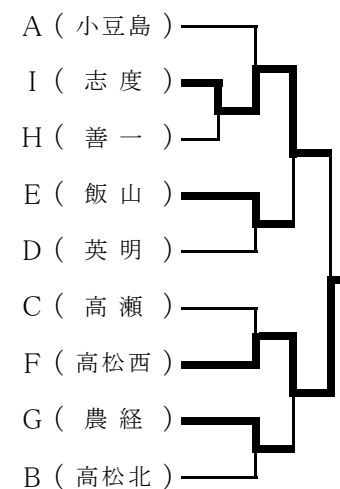 A ( 小豆島 )
I ( 志 度 )
H ( 善 一 )
E ( 飯 山 )
D ( 英 明 )
C ( 高 瀬 )
F ( 高松西 )
G ( 農 経 )
B ( 高松北 )